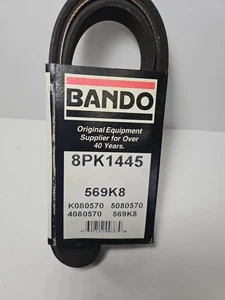 BANDO
Original Equipment
Supplier for Over
40 Years.
8PK1445
569K8
K080570 5080570
4080570 569K8